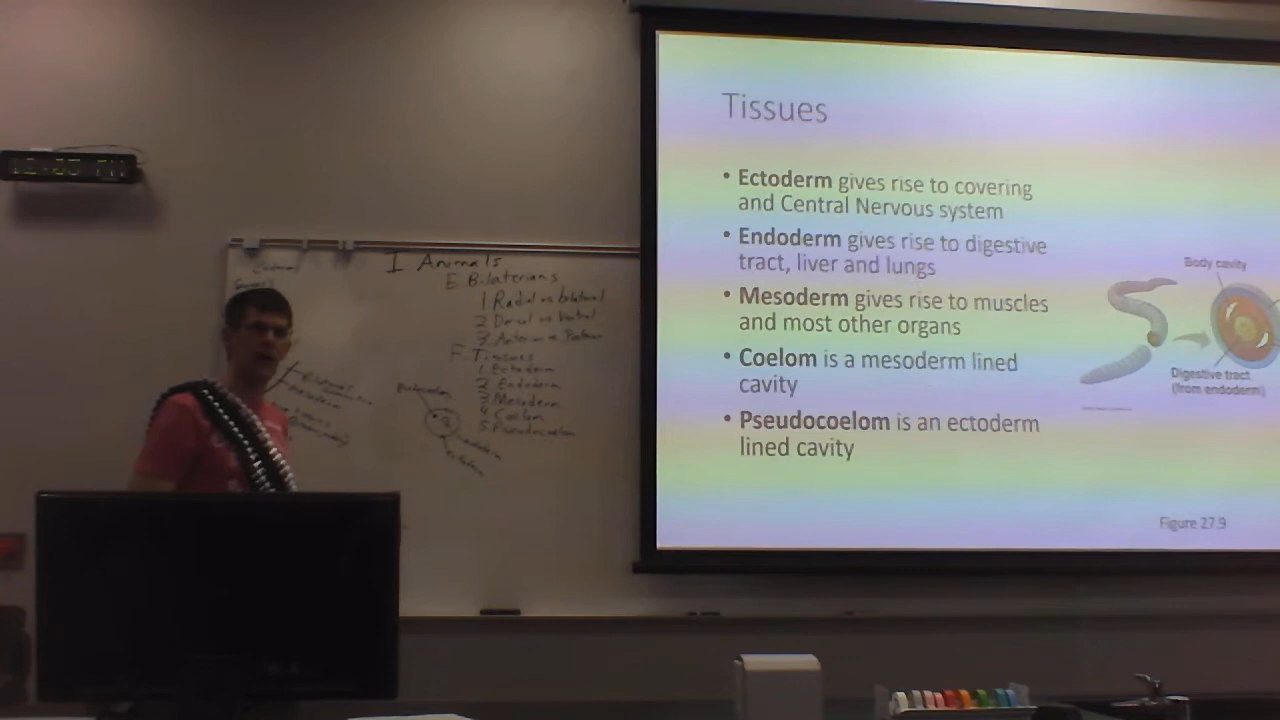 Tissues
• Ectoderm gives rise to covering
and Central Nervous system
• Endoderm gives rise to digestive
tract, liver and lungs
• Mesoderm gives rise to muscles
and most other organs
• Coelom is a mesoderm lined
cavity
• Pseudocoelom is an ectoderm
lined cavity
Body cavity
Digestive tract
(from endoderm)
Figure 27.9
I Animals
E Bilaterians
1 Radial vs bilateral
2 Dorsal vs Ventral
3 Anterior vs
F Tissues
1 Ectoderm
2 Endoderm
3 Mesoderm
4 Coelom
5 Pseudocoelom